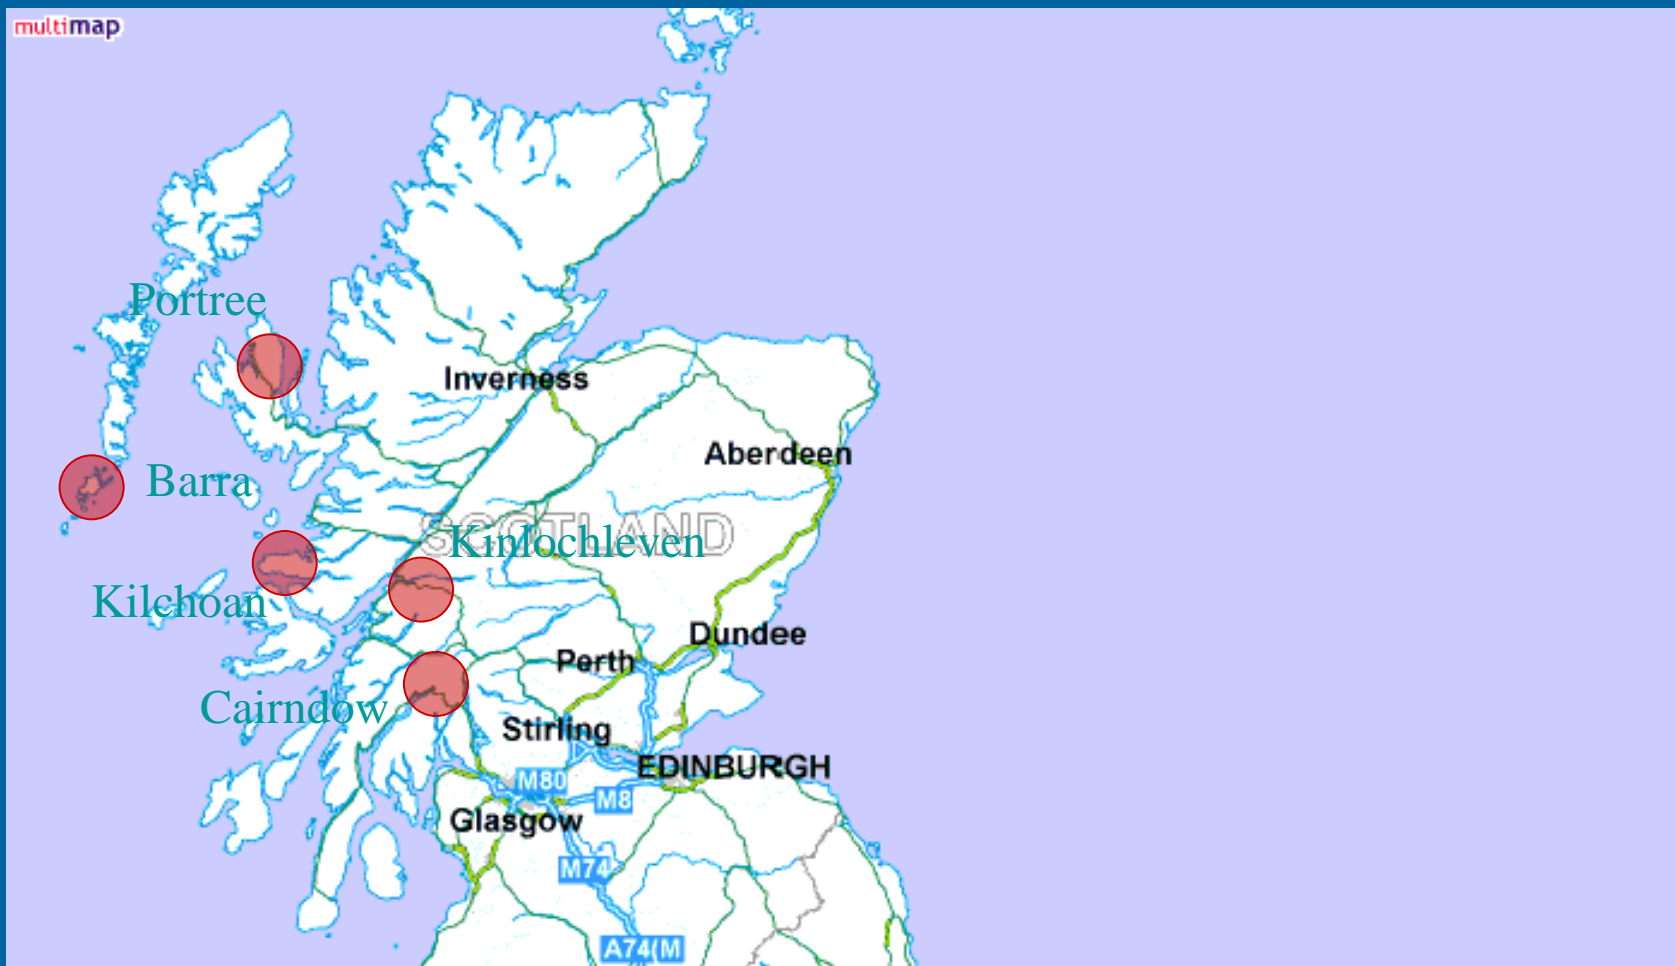 multimap
Portree
Inverness
Aberdeen
Barra
SCOTLAND
Kinlochleven
Kilchoan
Dundee
Perth
Cairndow
Stirling
EDINBURGH
M80
M8
Glasgow
M74
A74(M